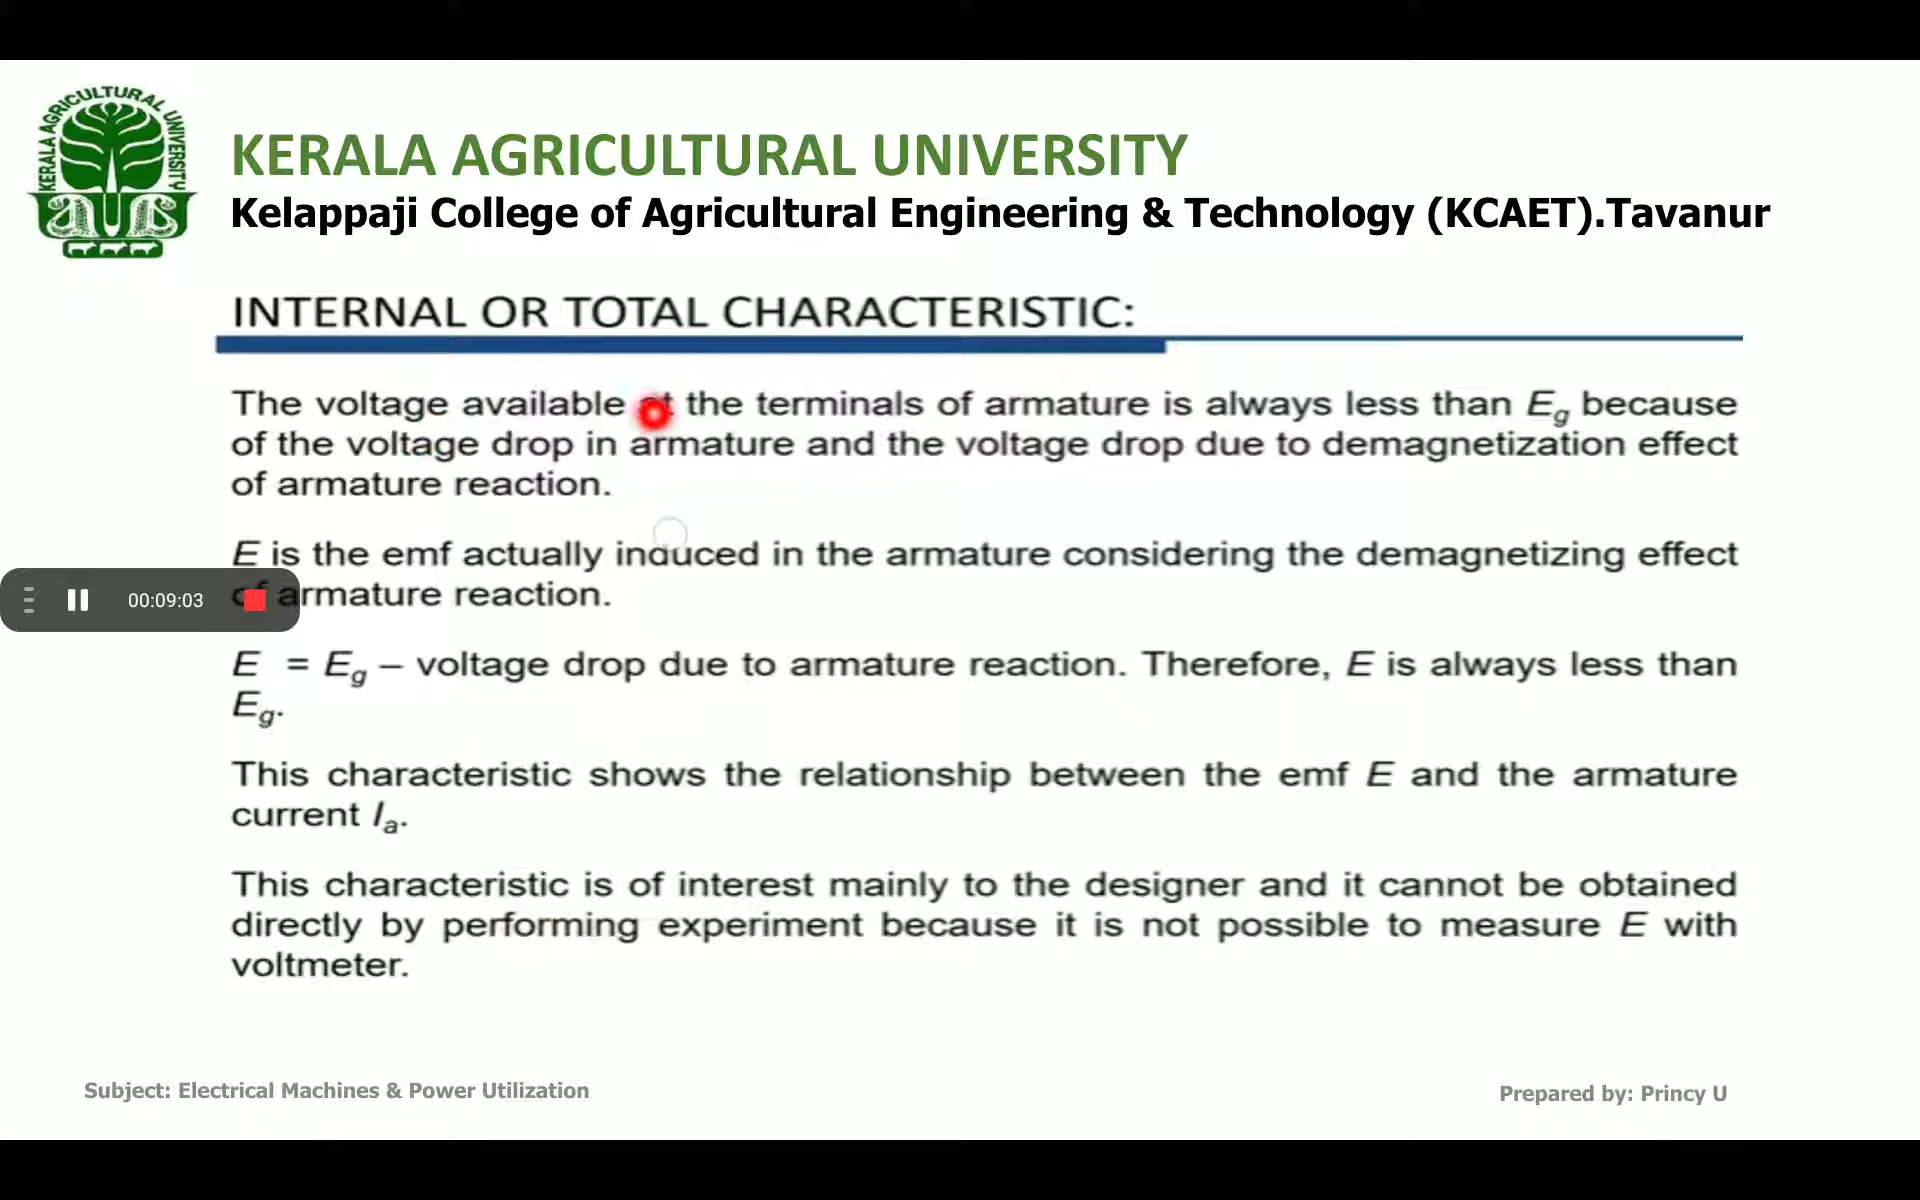 KERALA AGRICULTURAL UNIVERSITY
KERALA AGRICULTURAL UNIVERSITY
Kelappaji College of Agricultural Engineering & Technology (KCAET).Tavanur
INTERNAL OR TOTAL CHARACTERISTIC:
The voltage available at the terminals of armature is always less than Eg because
of the voltage drop in armature and the voltage drop due to demagnetization effect
of armature reaction.
E is the emf actually induced in the armature considering the demagnetizing effect
of armature reaction.
00:09:03
E = Eg – voltage drop due to armature reaction. Therefore, E is always less than
Eg.
This characteristic shows the relationship between the emf E and the armature
current Ia.
This characteristic is of interest mainly to the designer and it cannot be obtained
directly by performing experiment because it is not possible to measure E with
voltmeter.
Subject: Electrical Machines & Power Utilization
Prepared by: Princy U